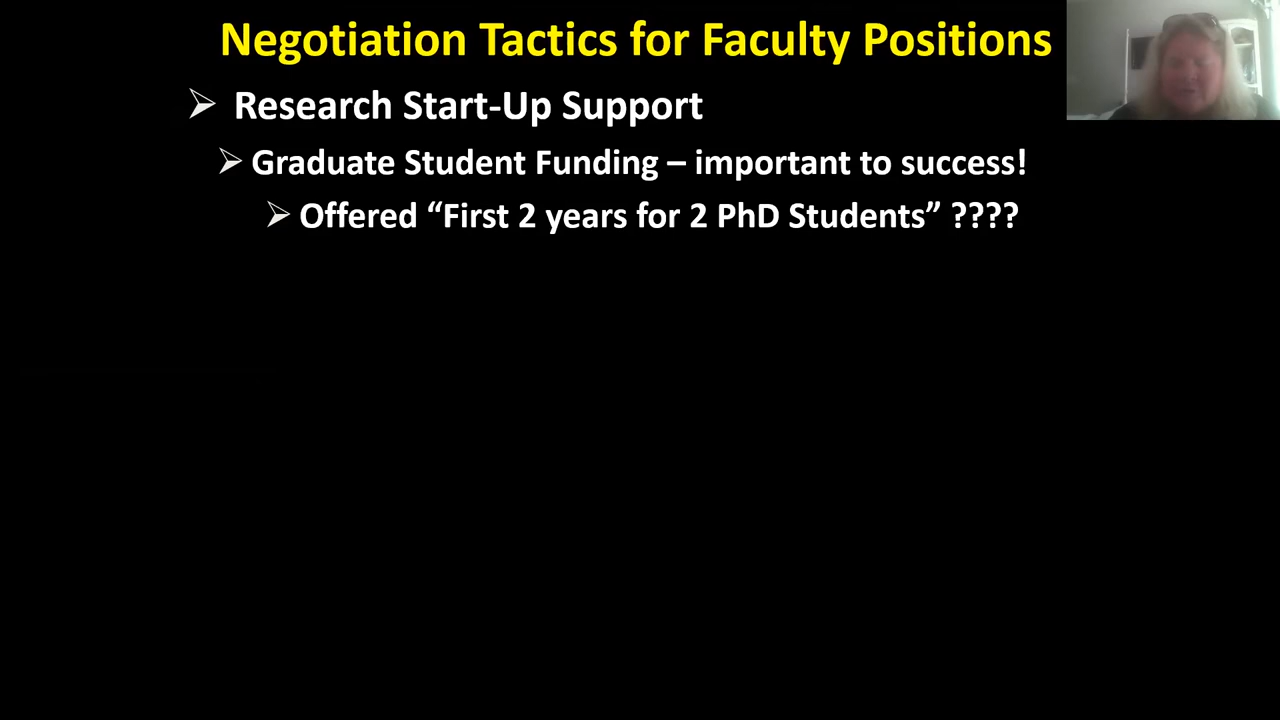 Negotiation Tactics for Faculty Positions
➢ Research Start-Up Support
➢ Graduate Student Funding – important to success!
➢ Offered “First 2 years for 2 PhD Students” ????